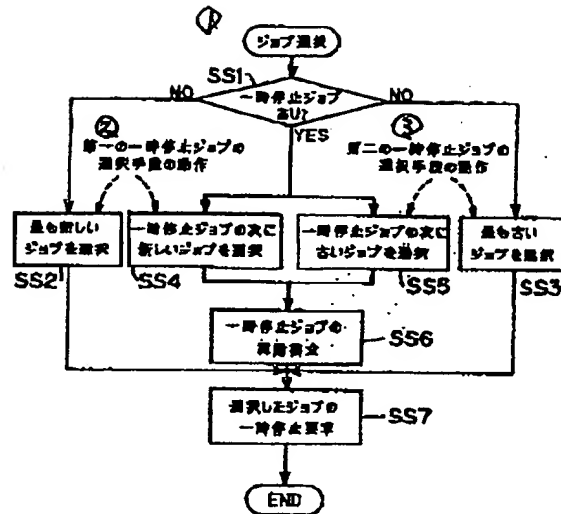 ①
ジョブ選択
SS1
一時停止ジョブ
あり?
NO
NO
YES
②
第一の一時停止ジョブの
選択手段の動作
③
第二の一時停止ジョブの
選択手段の動作
最も新しい
ジョブを選択
一時停止ジョブの次に
新しいジョブを選択
一時停止ジョブの次に
古いジョブを選択
最も古い
ジョブを選択
SS2
SS4
SS5
SS3
一時停止ジョブの
再開要求
SS6
選択したジョブの
一時停止要求
SS7
END